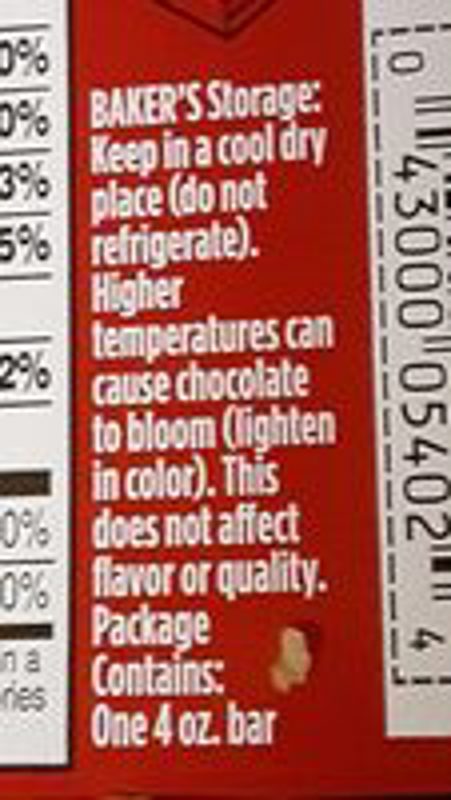 0%
0%
3%
5%
2%
0%
0%
n a
ries
BAKER'S Storage:
Keep in a cool dry
place (do not
refrigerate).
Higher
temperatures can
cause chocolate
to bloom (lighten
in color). This
does not affect
flavor or quality.
Package
Contains:
One 4 oz. bar
0 43000 05402 4